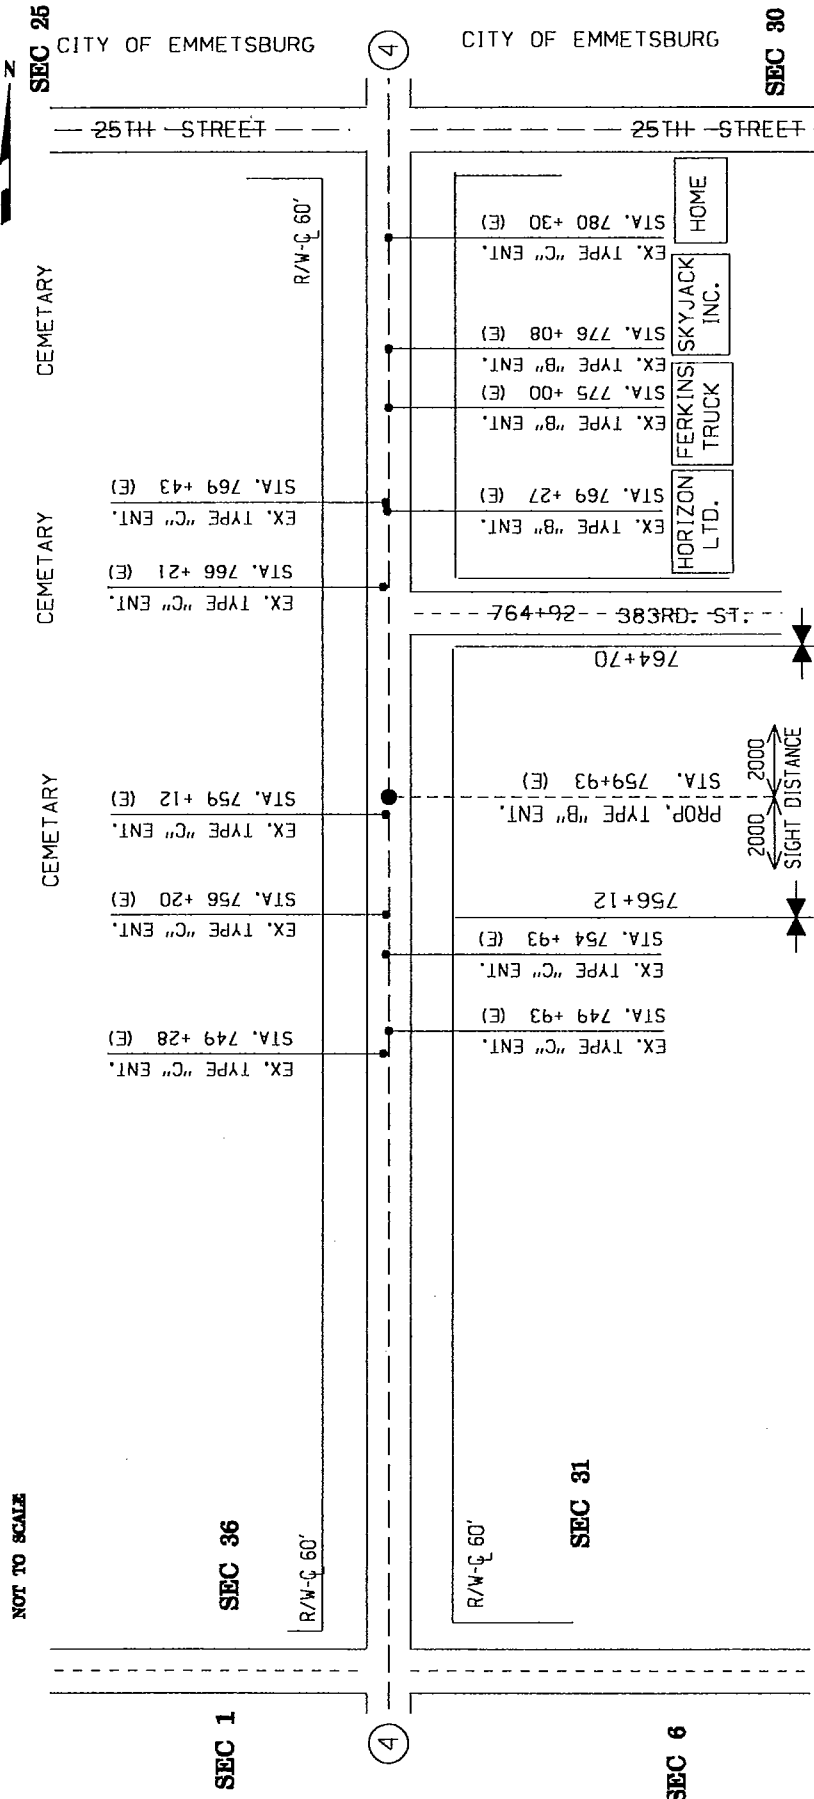 SEC 25
CITY OF EMMETSBURG
4
CITY OF EMMETSBURG
SEC 30
N
25TH STREET
25TH STREET
R/W-℄ 60'
STA. 780 +30 (E)
EX. TYPE "C" ENT.
HOME
CEMETARY
STA. 776 +08 (E)
EX. TYPE "B" ENT.
SKYJACK
INC.
STA. 775 +00 (E)
EX. TYPE "B" ENT.
FERKINS
TRUCK
STA. 769 +43 (E)
EX. TYPE "C" ENT.
STA. 769 +27 (E)
EX. TYPE "B" ENT.
HORIZON
LTD.
CEMETARY
STA. 766 +21 (E)
EX. TYPE "C" ENT.
764+92 383RD. ST.
764+70
CEMETARY
STA. 759 +12 (E)
EX. TYPE "C" ENT.
STA. 759+93 (E)
PROP. TYPE "B" ENT.
2000 2000
SIGHT DISTANCE
STA. 756 +20 (E)
EX. TYPE "C" ENT.
756+12
STA. 754 +93 (E)
EX. TYPE "C" ENT.
STA. 749 +93 (E)
EX. TYPE "C" ENT.
STA. 749 +28 (E)
EX. TYPE "C" ENT.
NOT TO SCALE
SEC 36
R/W-℄ 60'
R/W-℄ 60'
SEC 31
SEC 1
4
SEC 6